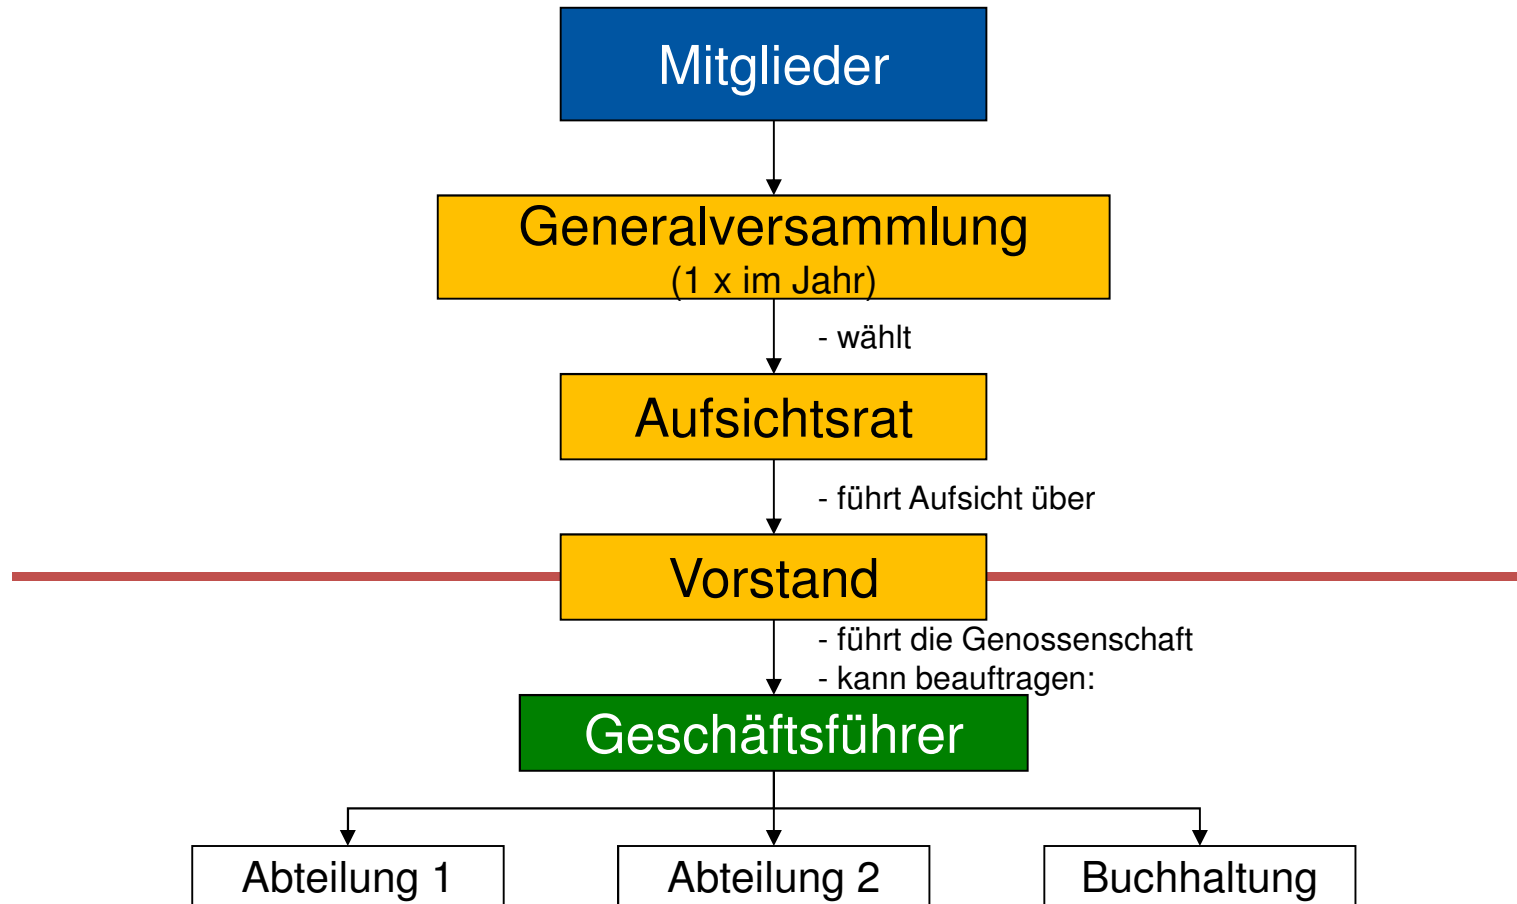 Mitglieder
Generalversammlung
(1 x im Jahr)
- wählt
Aufsichtsrat
- führt Aufsicht über
Vorstand
- führt die Genossenschaft
- kann beauftragen:
Geschäftsführer
Abteilung 1
Abteilung 2
Buchhaltung